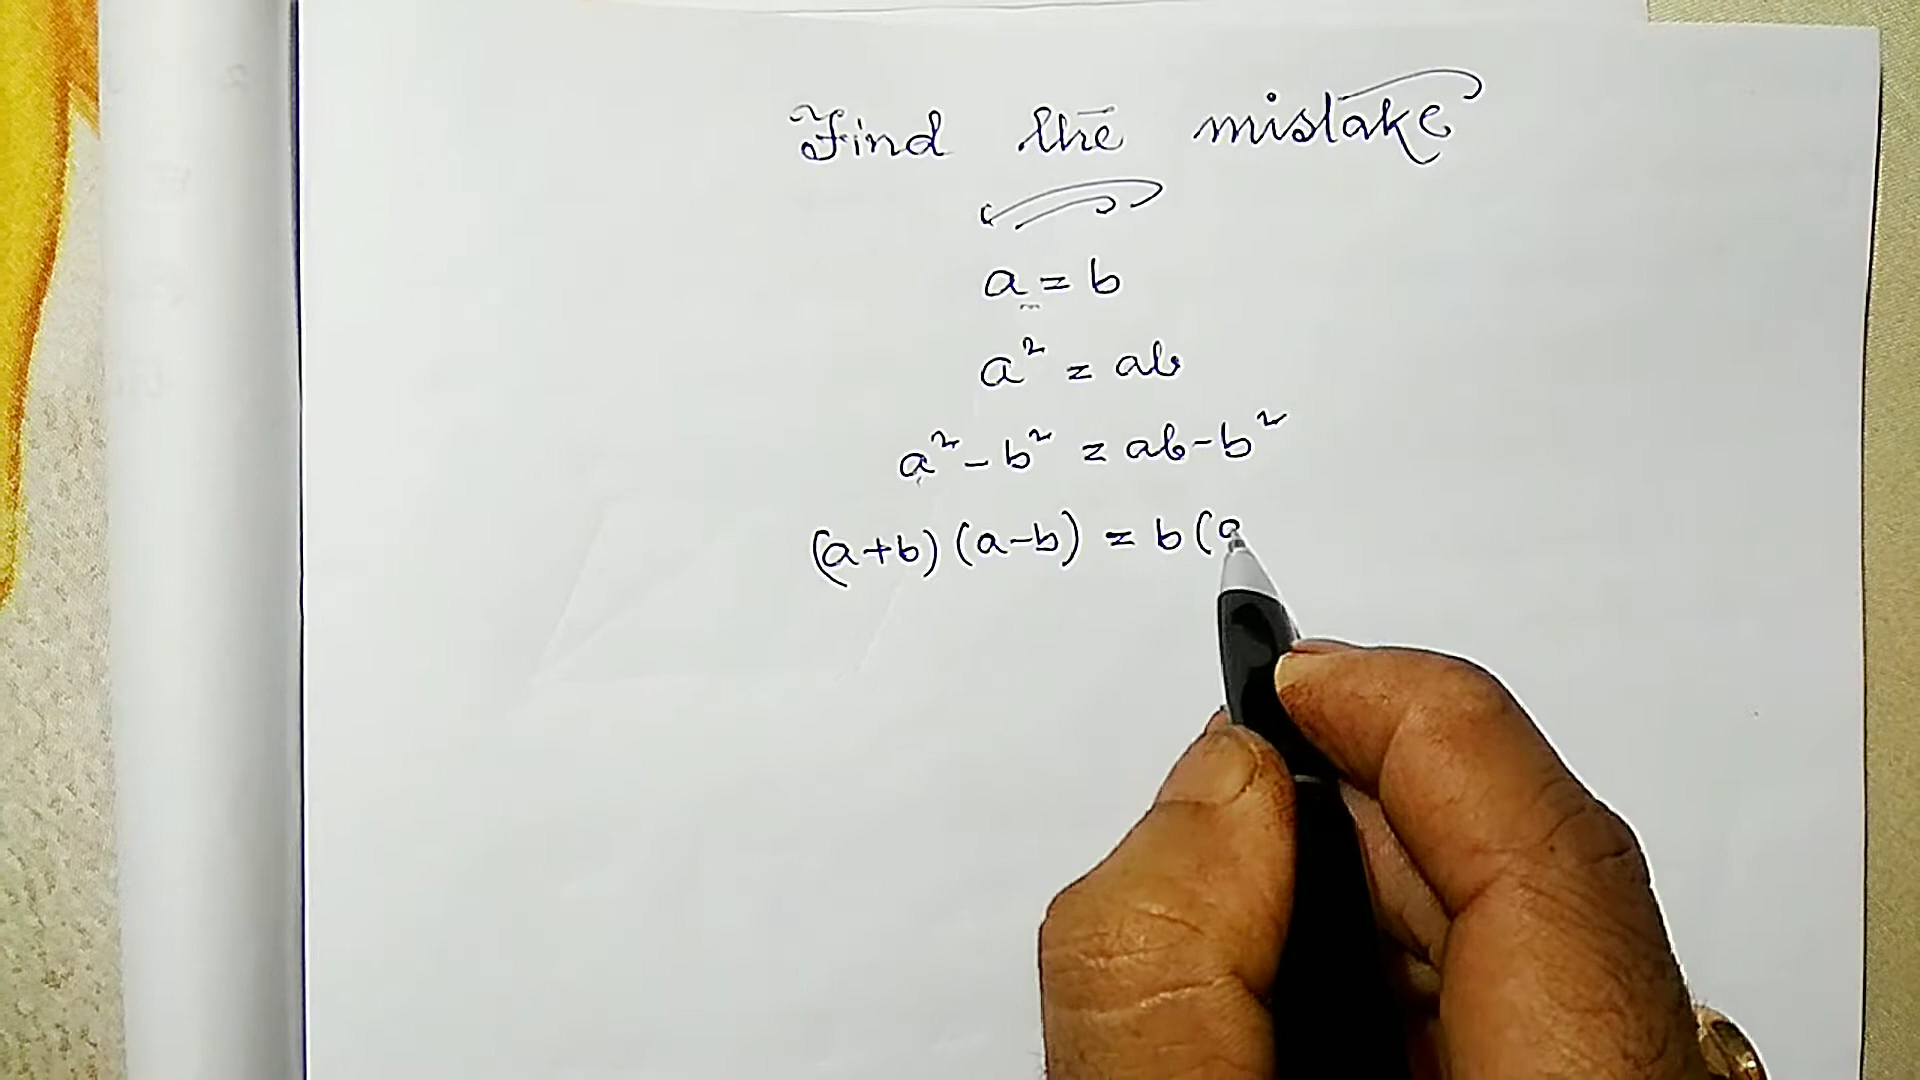 Find the mistake
a = b
a² = ab
a² - b² = ab - b²
(a+b) (a-b) = b (a